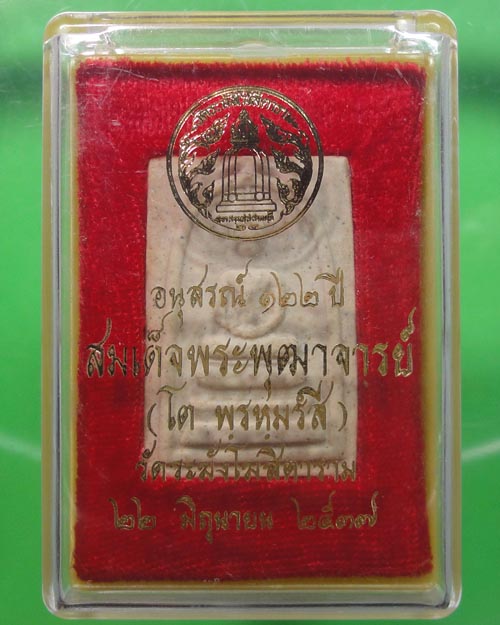 อนุสรณ์ ๑๒๒ ปี
สมเด็จพระพุฒาจารย์
(โต พฺรหฺมรํสี)
วัดระฆังโฆสิตาราม
๒๒ มิถุนายน ๒๕๓๗